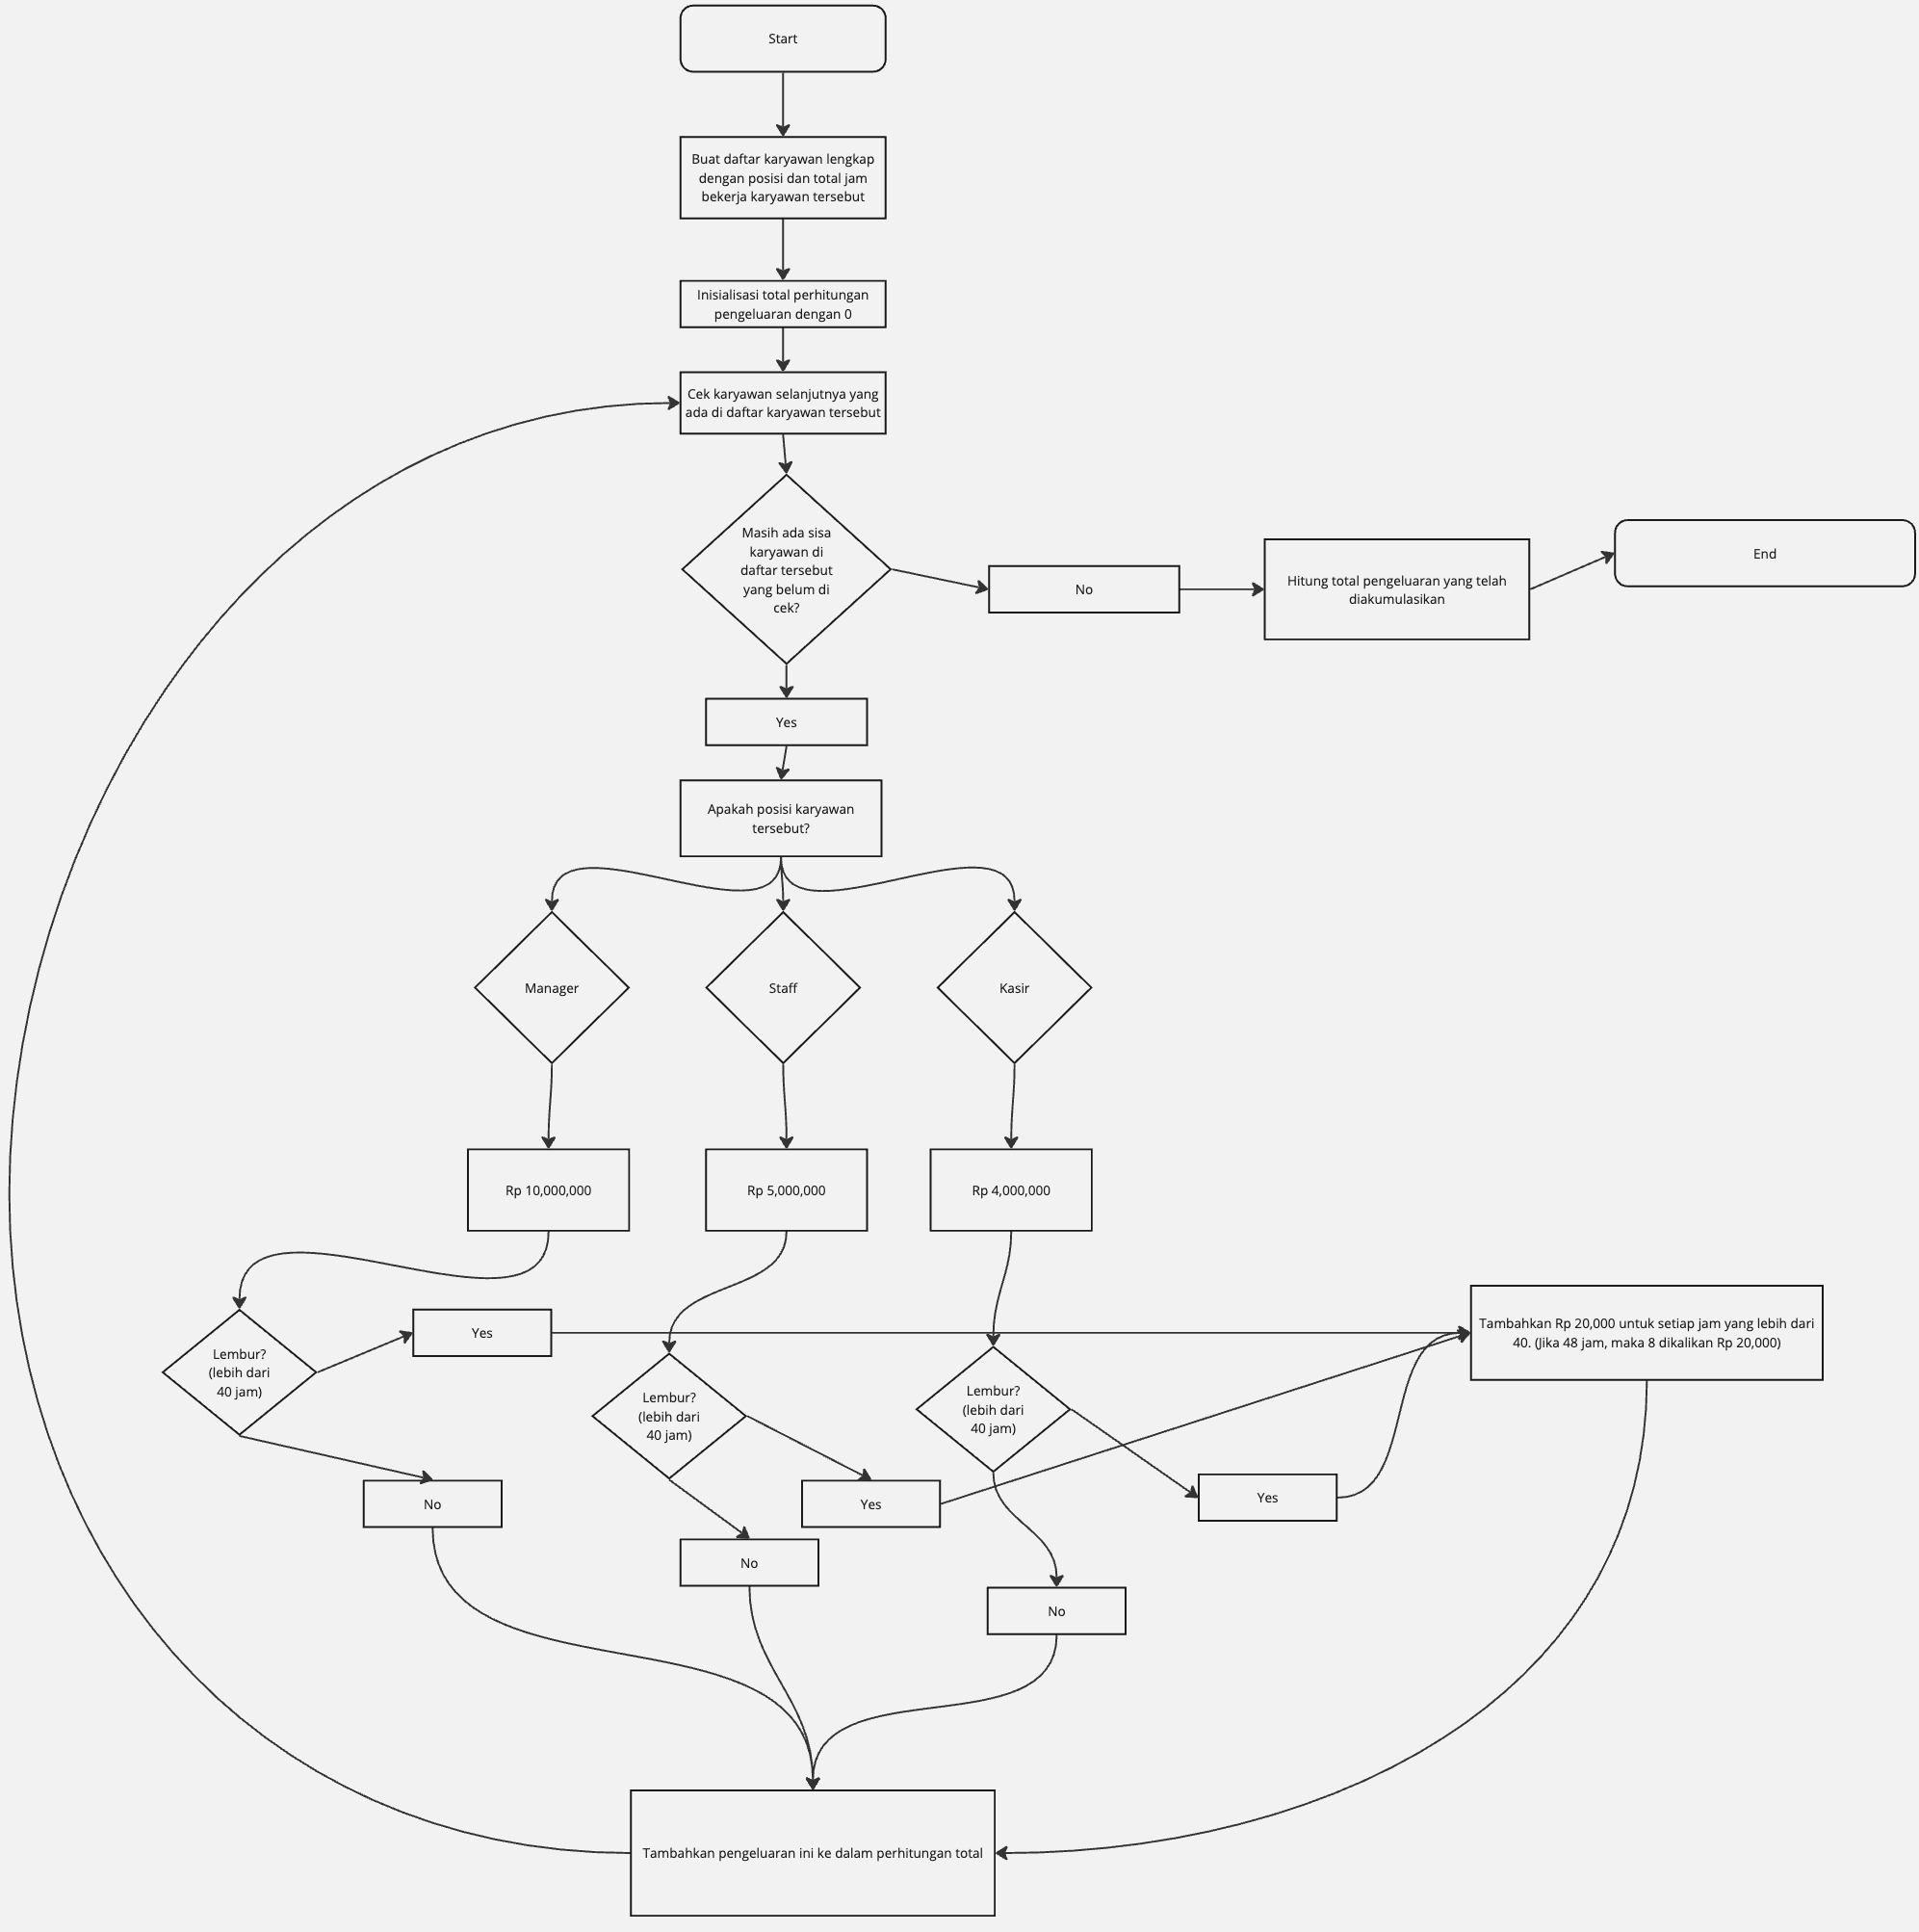 Start
Buat daftar karyawan lengkap
dengan posisi dan total jam
bekerja karyawan tersebut
Inisialisasi total perhitungan
pengeluaran dengan 0
Cek karyawan selanjutnya yang
ada di daftar karyawan tersebut
Masih ada sisa
karyawan di
daftar tersebut
yang belum di
cek?
No
Hitung total pengeluaran yang telah
diakumulasikan
End
Yes
Apakah posisi karyawan
tersebut?
Manager
Staff
Kasir
Rp 10,000,000
Rp 5,000,000
Rp 4,000,000
Lembur?
(lebih dari
40 jam)
Yes
No
Lembur?
(lebih dari
40 jam)
Yes
No
Lembur?
(lebih dari
40 jam)
Yes
No
Tambahkan Rp 20,000 untuk setiap jam yang lebih dari
40. (Jika 48 jam, maka 8 dikalikan Rp 20,000)
Tambahkan pengeluaran ini ke dalam perhitungan total